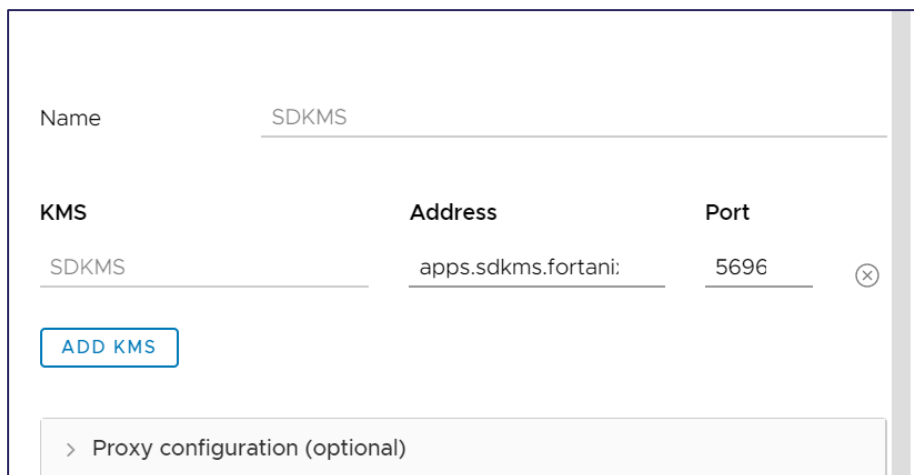 Name SDKMS
KMS Address Port
SDKMS apps.sdkms.fortani 5696
ADD KMS
Proxy configuration (optional)